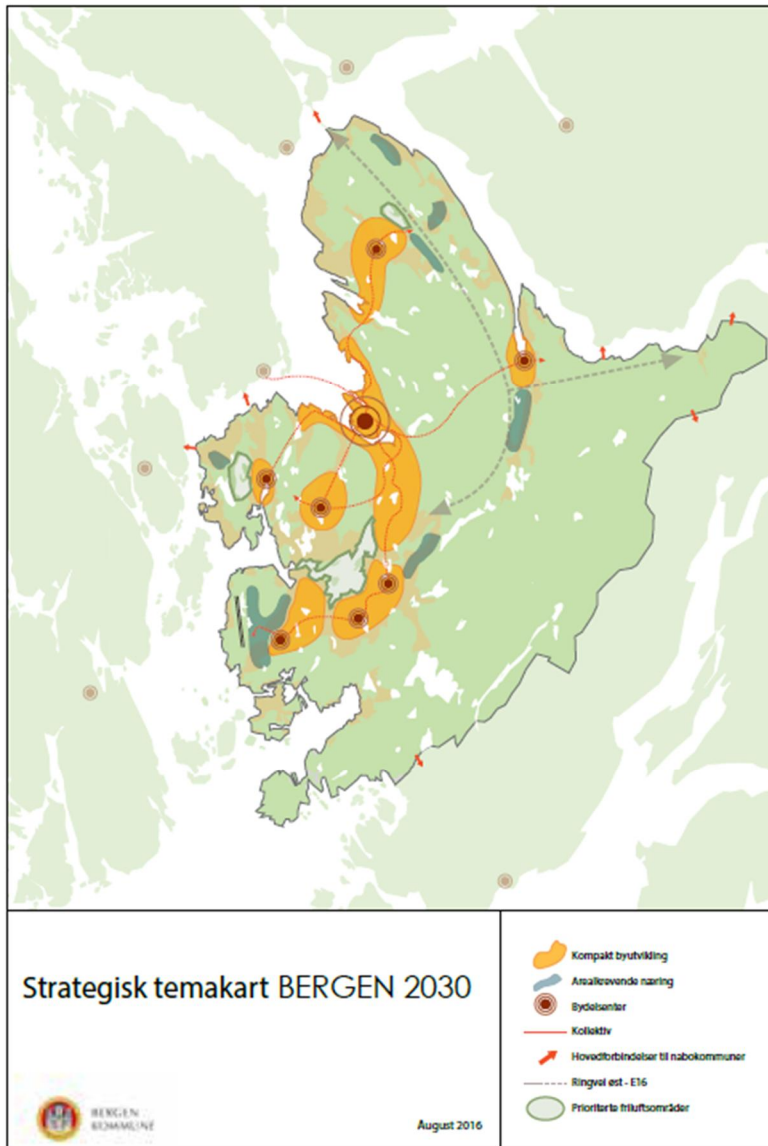 Strategisk temakart BERGEN 2030
BERGEN
KOMMUNE
August 2016
Kompakt byutvikling
Arealkrevende næring
Bydelsenter
Kollektiv
Hovedforbindelser til nabokommuner
Ringvei øst - E16
Prioriterte friluftsområder